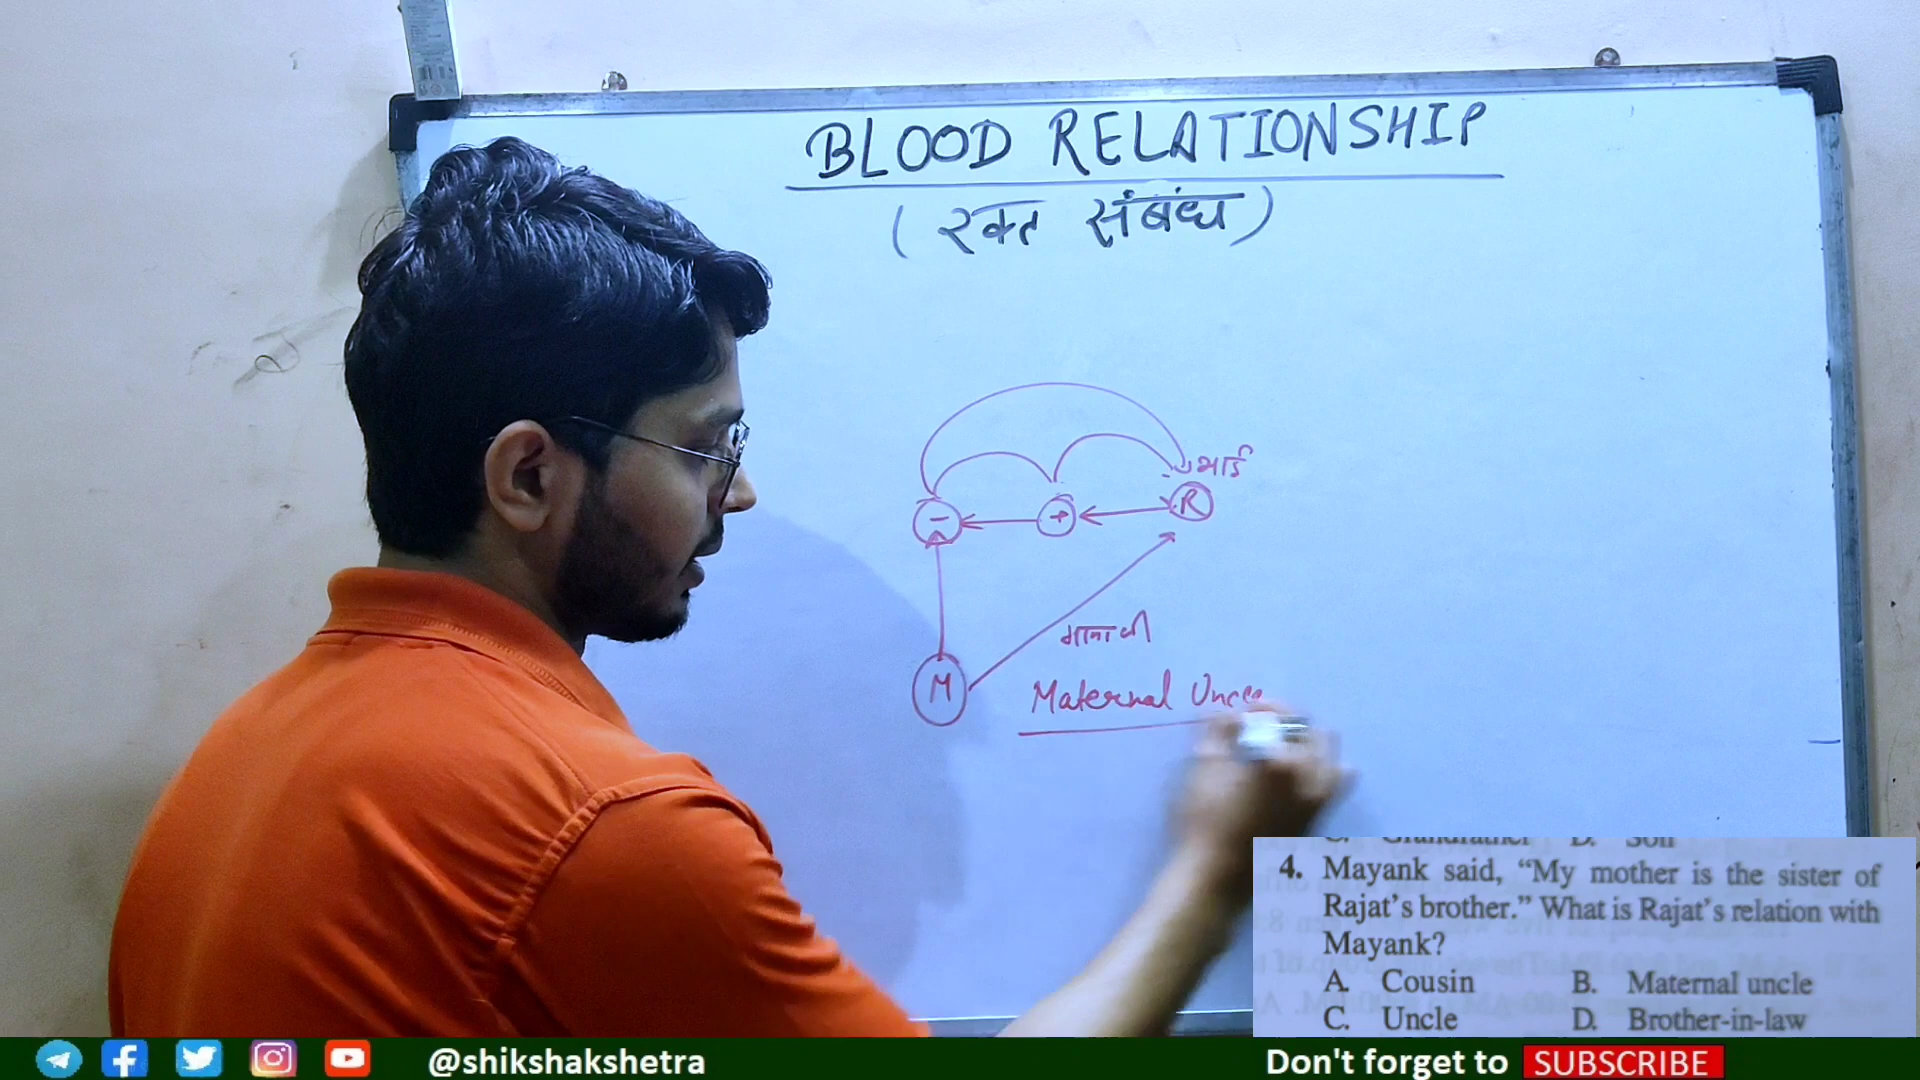 BLOOD RELATIONSHIP
(रक्त संबंध)
भाई
- + R
M
Maternal Uncle
4. Mayank said, “My mother is the sister of
Rajat’s brother.” What is Rajat’s relation with
Mayank?
A. Cousin B. Maternal uncle
C. Uncle D. Brother-in-law
@shikshakshetra Don't forget to SUBSCRIBE